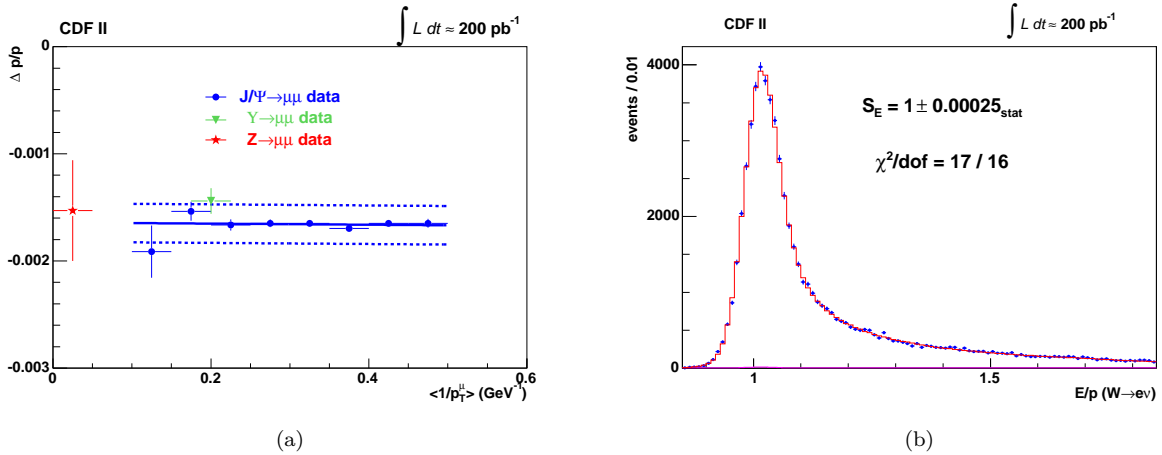 CDF II
∫ L dt ≈ 200 pb⁻¹
Δ p/p
0
-0.001
-0.002
-0.003
J/Ψ→μμ data
Υ→μμ data
Z→μμ data
0
0.2
0.4
0.6
<1/p_T^μ> (GeV⁻¹)
(a)
CDF II
∫ L dt ≈ 200 pb⁻¹
events / 0.01
4000
2000
0
S_E = 1 ± 0.00025_stat
χ²/dof = 17 / 16
1
1.5
E/p (W→eν)
(b)